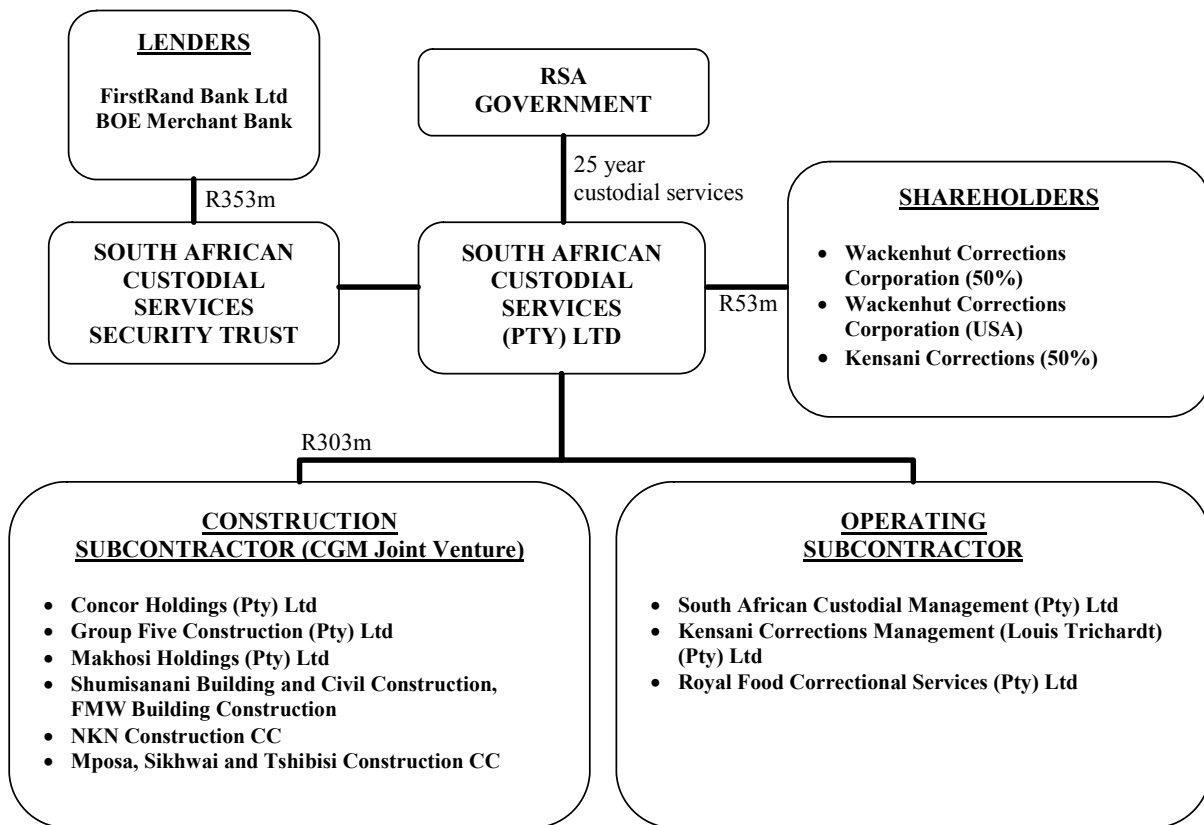 LENDERS
FirstRand Bank Ltd
BOE Merchant Bank
RSA
GOVERNMENT
R353m
25 year
custodial services
SOUTH AFRICAN
CUSTODIAL
SERVICES
SECURITY TRUST
SOUTH AFRICAN
CUSTODIAL
SERVICES
(PTY) LTD
R53m
SHAREHOLDERS
• Wackenhut Corrections
Corporation (50%)
• Wackenhut Corrections
Corporation (USA)
• Kensani Corrections (50%)
R303m
CONSTRUCTION
SUBCONTRACTOR (CGM Joint Venture)
• Concor Holdings (Pty) Ltd
• Group Five Construction (Pty) Ltd
• Makhosi Holdings (Pty) Ltd
• Shumisanani Building and Civil Construction,
FMW Building Construction
• NKN Construction CC
• Mposa, Sikhwai and Tshibisi Construction CC
OPERATING
SUBCONTRACTOR
• South African Custodial Management (Pty) Ltd
• Kensani Corrections Management (Louis Trichardt)
(Pty) Ltd
• Royal Food Correctional Services (Pty) Ltd